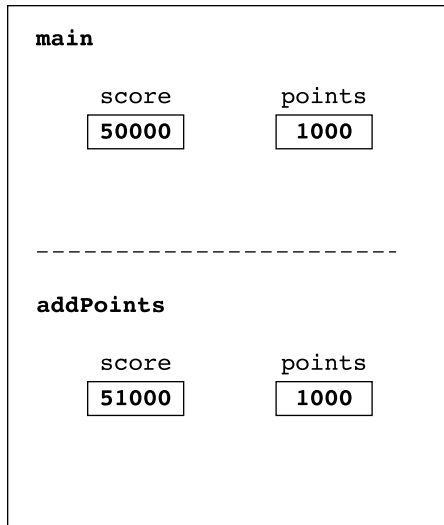 main
score points
50000 1000
addPoints
score points
51000 1000